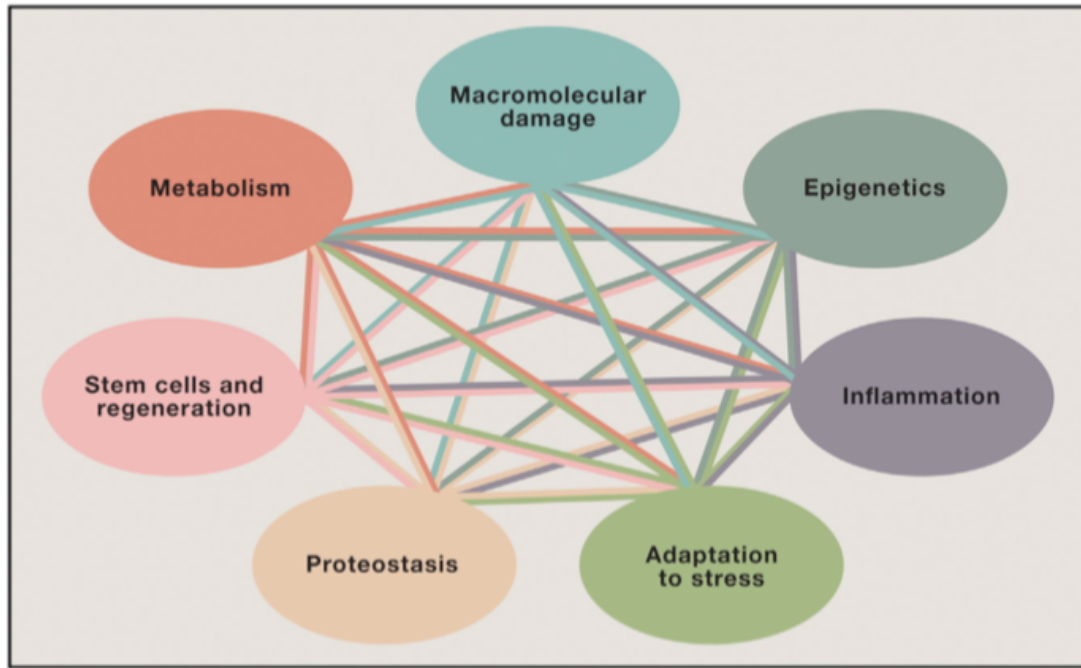 Macromolecular
damage
Metabolism
Epigenetics
Stem cells and
regeneration
Inflammation
Proteostasis
Adaptation
to stress